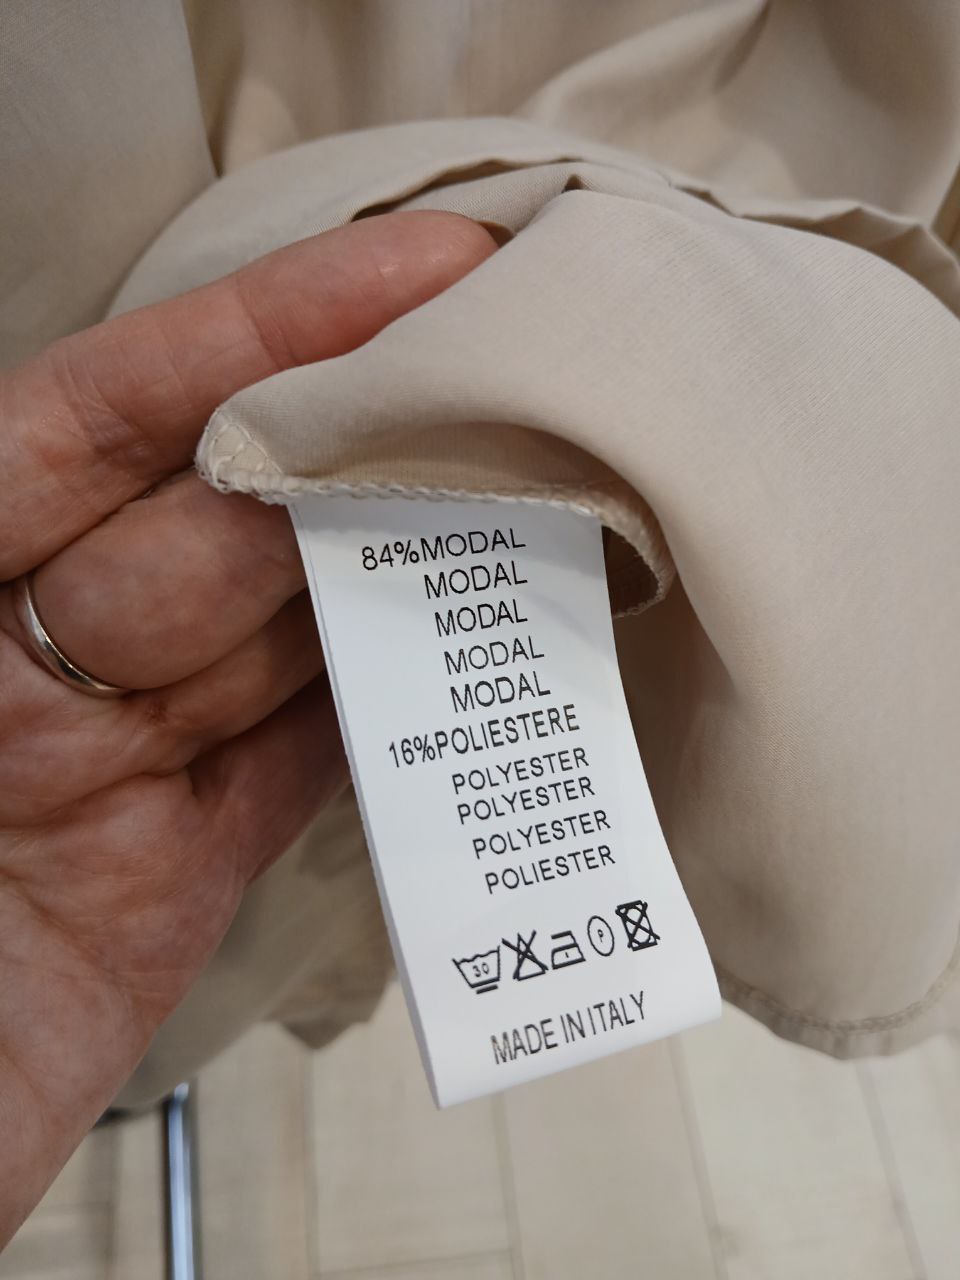 84%MODAL
MODAL
MODAL
MODAL
MODAL
16%POLIESTERE
POLYESTER
POLYESTER
POLYESTER
POLIESTER
30 P
MADE IN ITALY